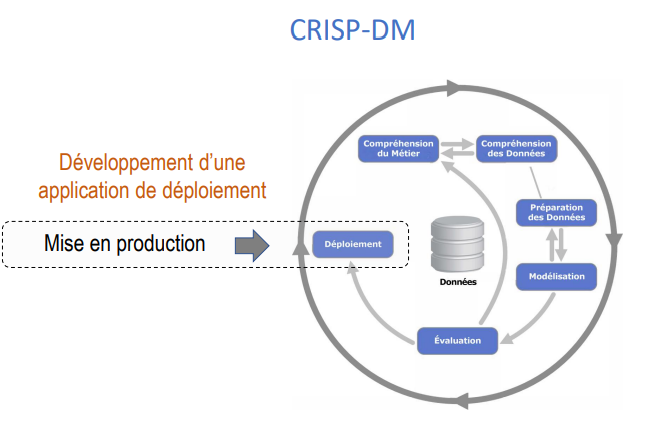 CRISP-DM
Développement d'une
application de déploiement
Mise en production
Compréhension
du Métier
Compréhension
des Données
Préparation
des Données
Déploiement
Données
Modélisation
Évaluation